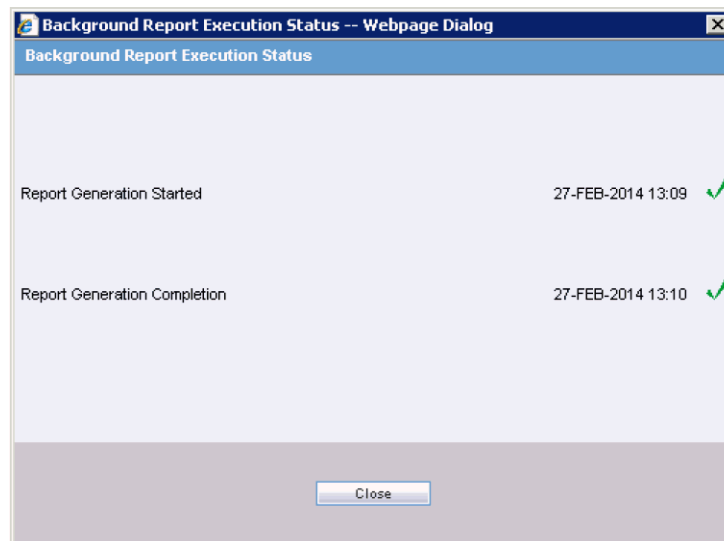 Background Report Execution Status -- Webpage Dialog
Background Report Execution Status
Report Generation Started 27-FEB-2014 13:09
Report Generation Completion 27-FEB-2014 13:10
Close